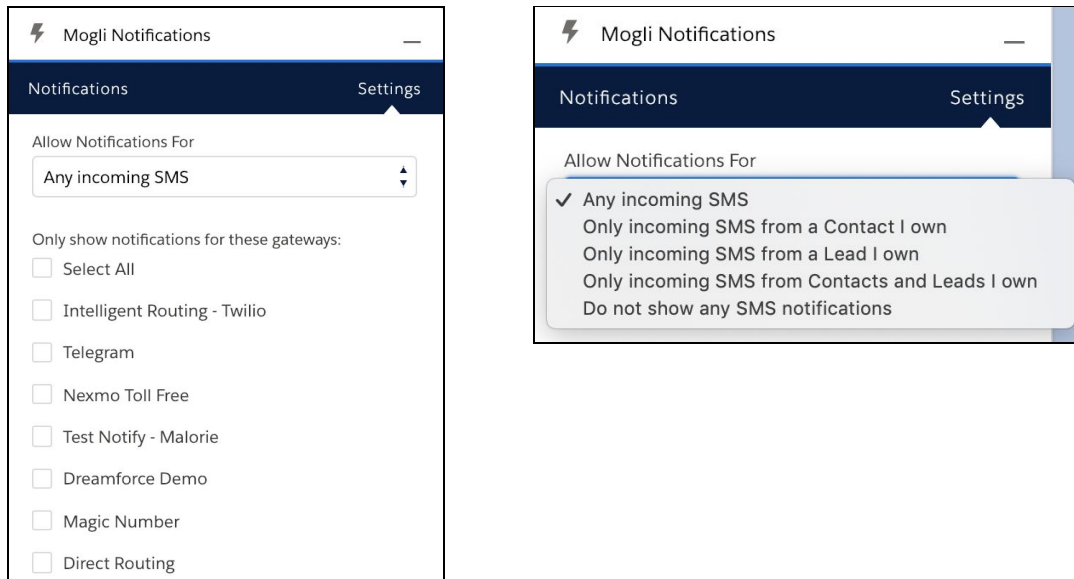 Mogli Notifications
Notifications
Settings
Allow Notifications For
Any incoming SMS
Only show notifications for these gateways:
Select All
Intelligent Routing - Twilio
Telegram
Nexmo Toll Free
Test Notify - Malorie
Dreamforce Demo
Magic Number
Direct Routing
Mogli Notifications
Notifications
Settings
Allow Notifications For
Any incoming SMS
Only incoming SMS from a Contact I own
Only incoming SMS from a Lead I own
Only incoming SMS from Contacts and Leads I own
Do not show any SMS notifications